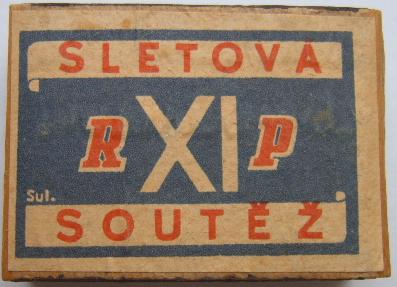 SLETOVÁ
R XI P
Sul.
SOUTĚŽ